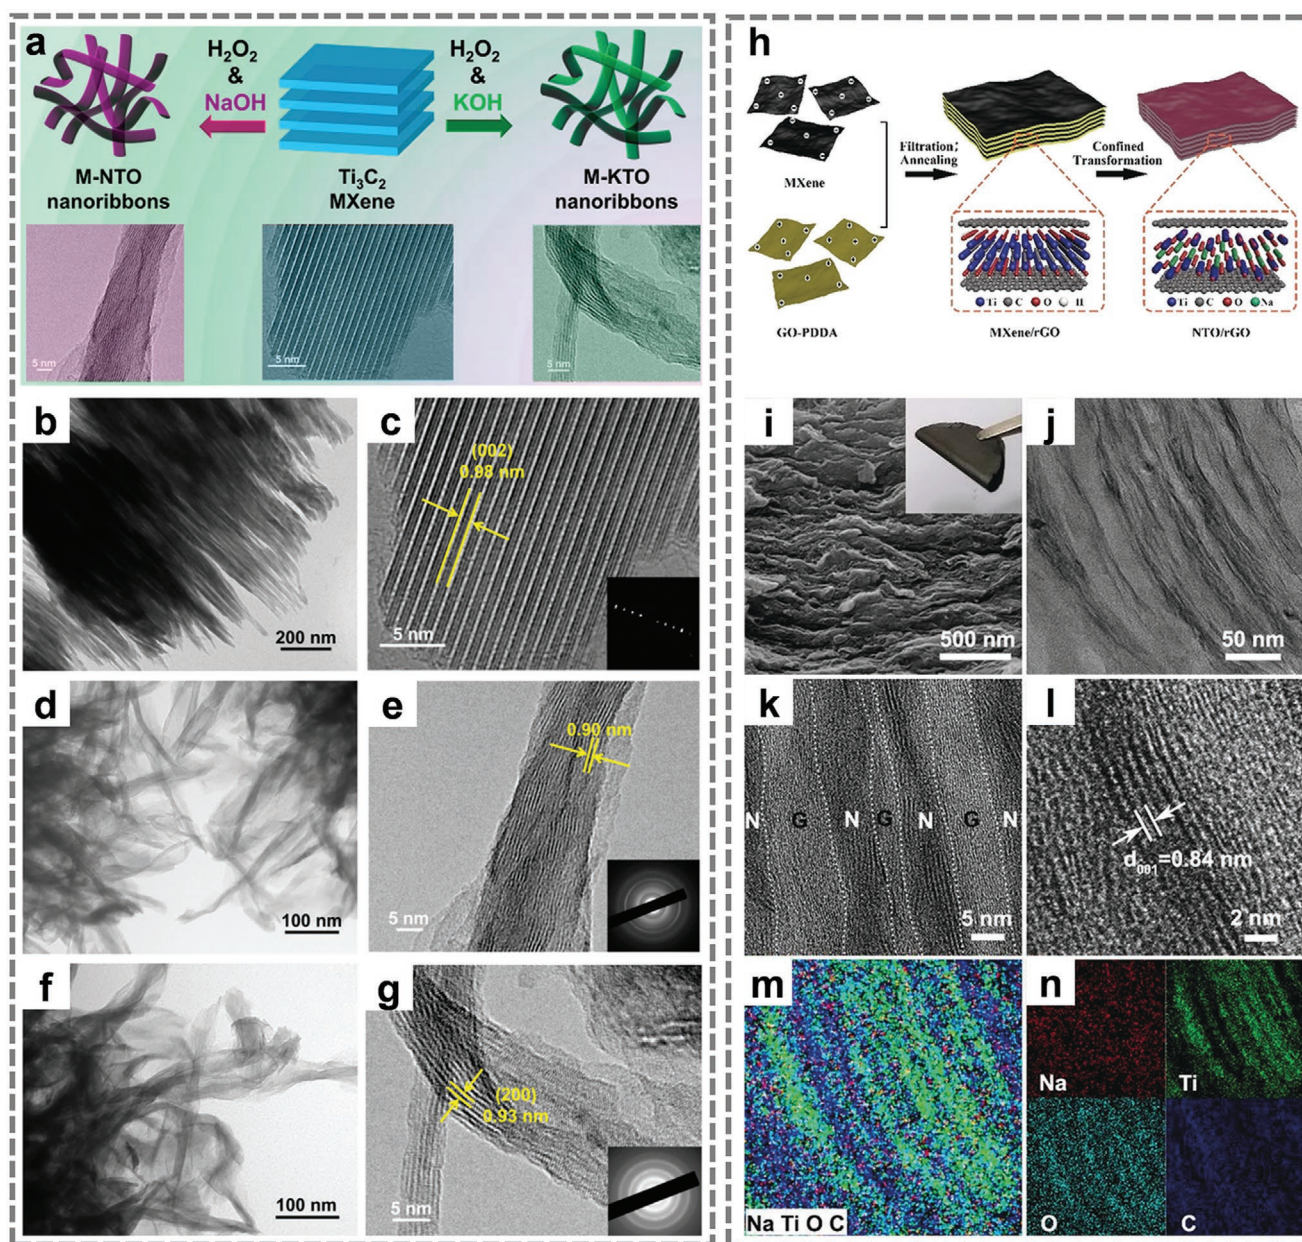 a
H₂O₂
&
NaOH
H₂O₂
&
KOH
M-NTO
nanoribbons
Ti₃C₂
MXene
M-KTO
nanoribbons
5 nm
5 nm
5 nm
b
200 nm
c
(002)
0.98 nm
5 nm
d
100 nm
e
0.90 nm
5 nm
f
100 nm
g
(200)
0.93 nm
5 nm
h
MXene
GO-PDDA
Filtration;
Annealing
Confined
Transformation
Ti C O H
MXene/rGO
Ti C O Na
NTO/rGO
i
500 nm
j
50 nm
k
N G N G N G N
5 nm
l
d₀₀₁=0.84 nm
2 nm
m
Na Ti O C
n
Na
Ti
O
C